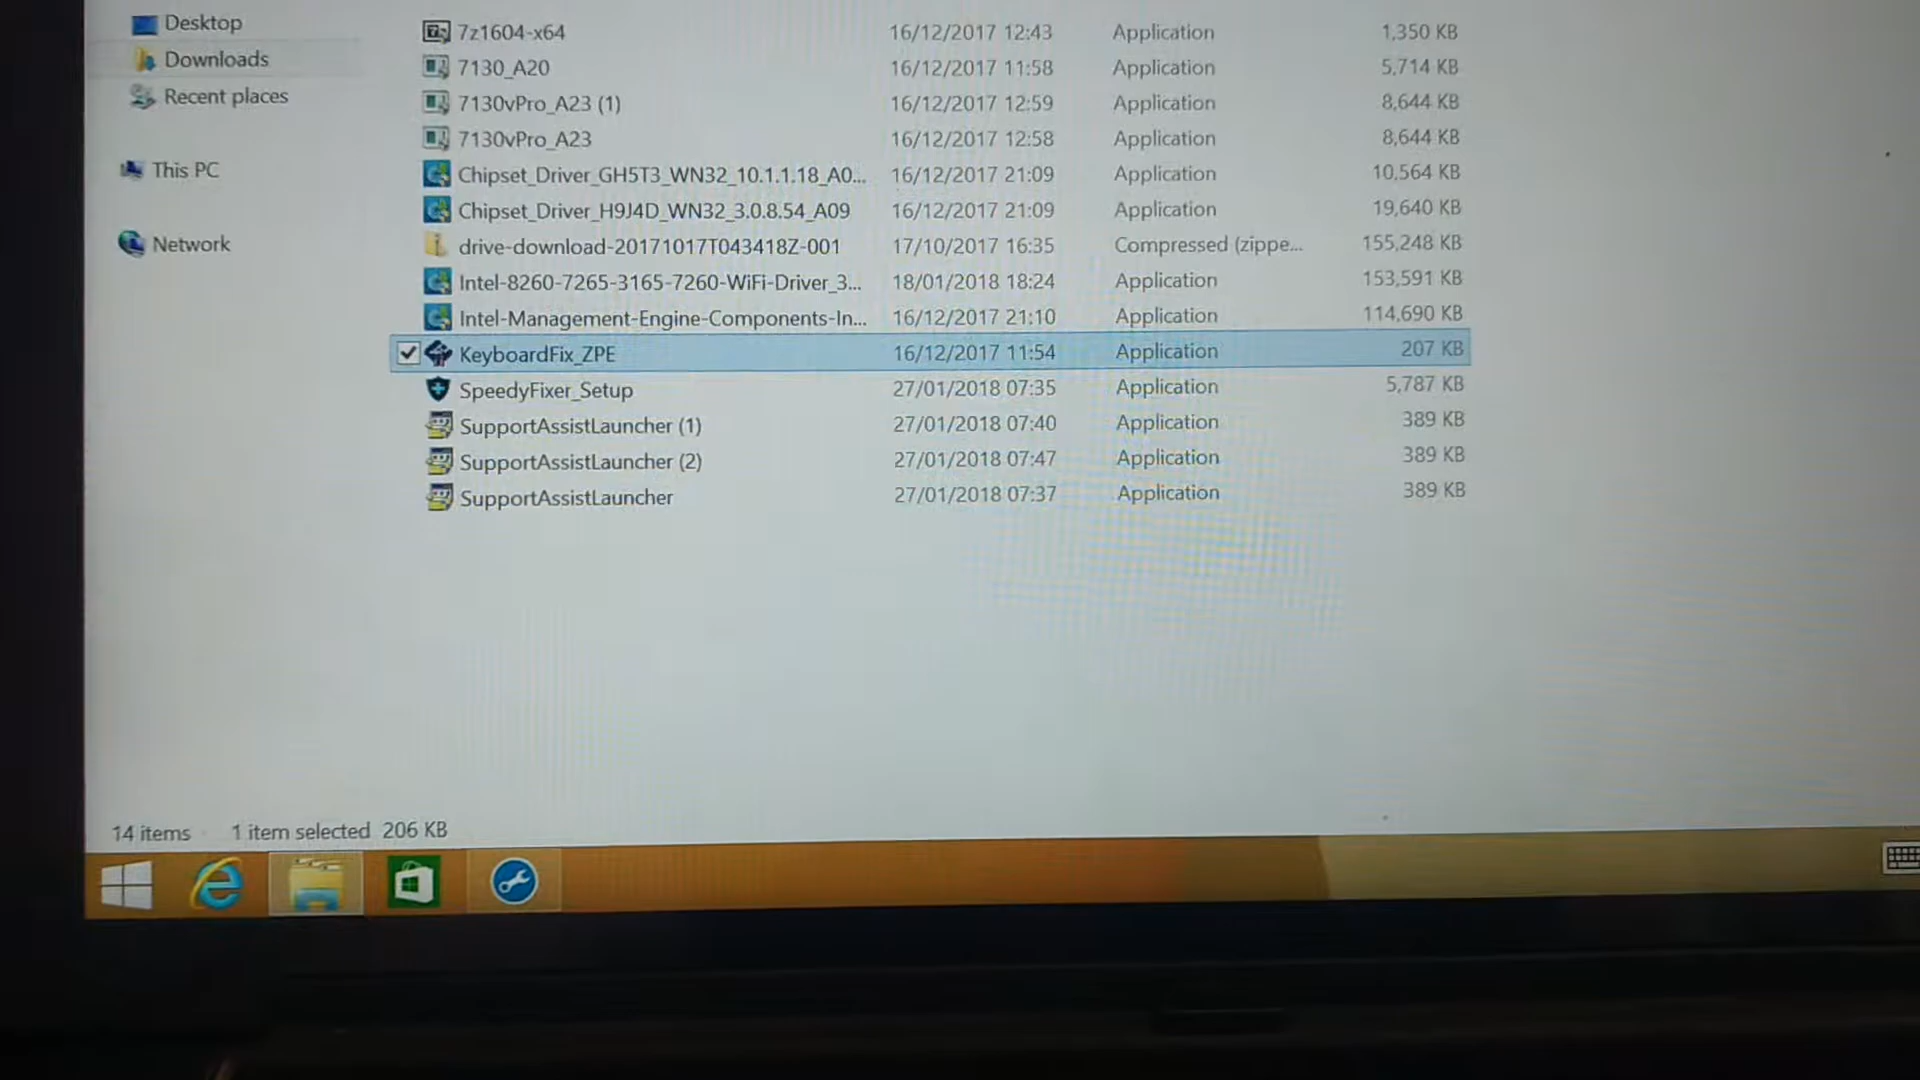 Desktop
Downloads
Recent places
This PC
Network
7z1604-x64 16/12/2017 12:43 Application 1,350 KB
7130_A20 16/12/2017 11:58 Application 5,714 KB
7130vPro_A23 (1) 16/12/2017 12:59 Application 8,644 KB
7130vPro_A23 16/12/2017 12:58 Application 8,644 KB
Chipset_Driver_GH5T3_WN32_10.1.1.18_A0... 16/12/2017 21:09 Application 10,564 KB
Chipset_Driver_H9J4D_WN32_3.0.8.54_A09 16/12/2017 21:09 Application 19,640 KB
drive-download-20171017T043418Z-001 17/10/2017 16:35 Compressed (zippe... 155,248 KB
Intel-8260-7265-3165-7260-WiFi-Driver_3... 18/01/2018 18:24 Application 153,591 KB
Intel-Management-Engine-Components-In... 16/12/2017 21:10 Application 114,690 KB
KeyboardFix_ZPE 16/12/2017 11:54 Application 207 KB
SpeedyFixer_Setup 27/01/2018 07:35 Application 5,787 KB
SupportAssistLauncher (1) 27/01/2018 07:40 Application 389 KB
SupportAssistLauncher (2) 27/01/2018 07:47 Application 389 KB
SupportAssistLauncher 27/01/2018 07:37 Application 389 KB
14 items 1 item selected 206 KB